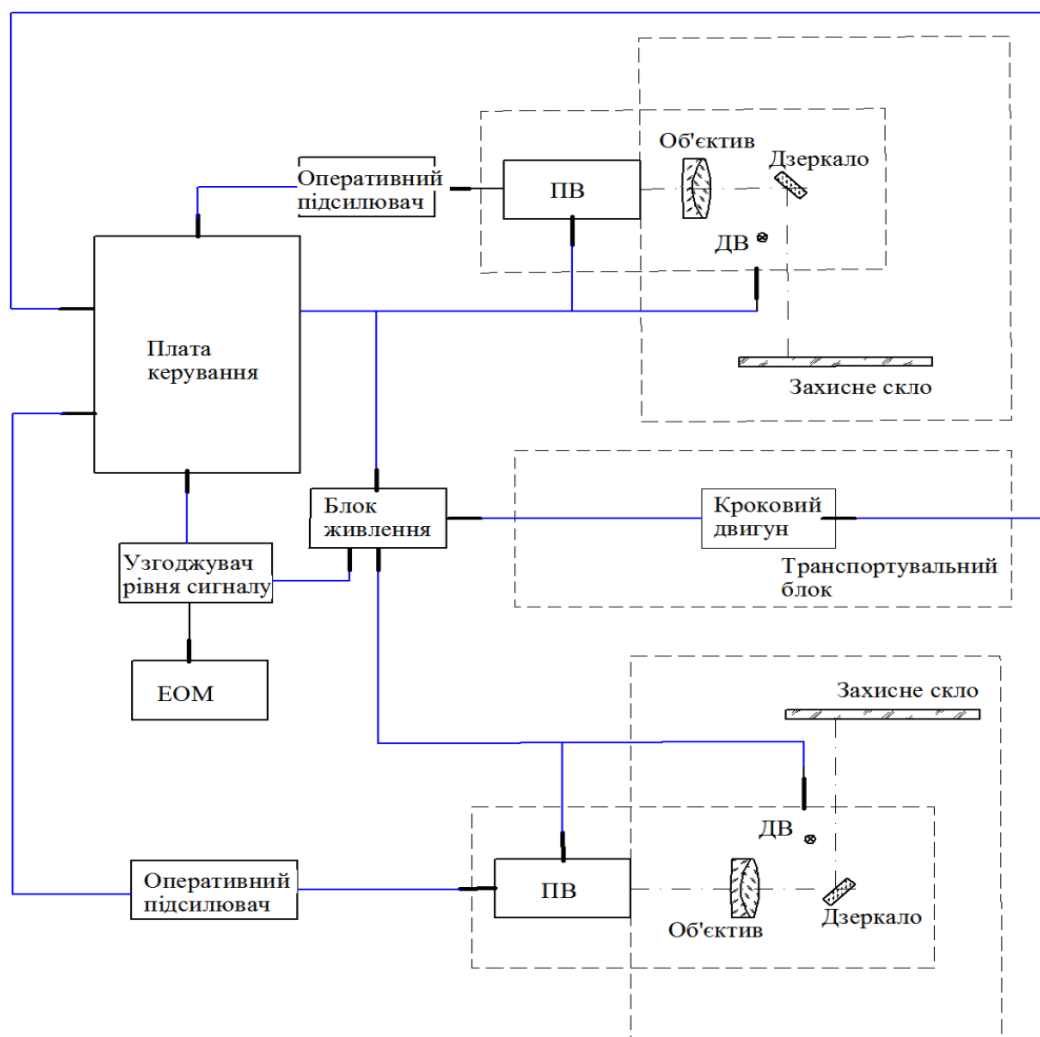 Об'єктив
Дзеркало
Оперативний
підсилювач
ПВ
ДВ
Плата
керування
Захисне скло
Блок
живлення
Кроковий
двигун
Узгоджувач
рівня сигналу
Транспортувальний
блок
ЕОМ
Захисне скло
ДВ
Оперативний
підсилювач
ПВ
Об'єктив
Дзеркало